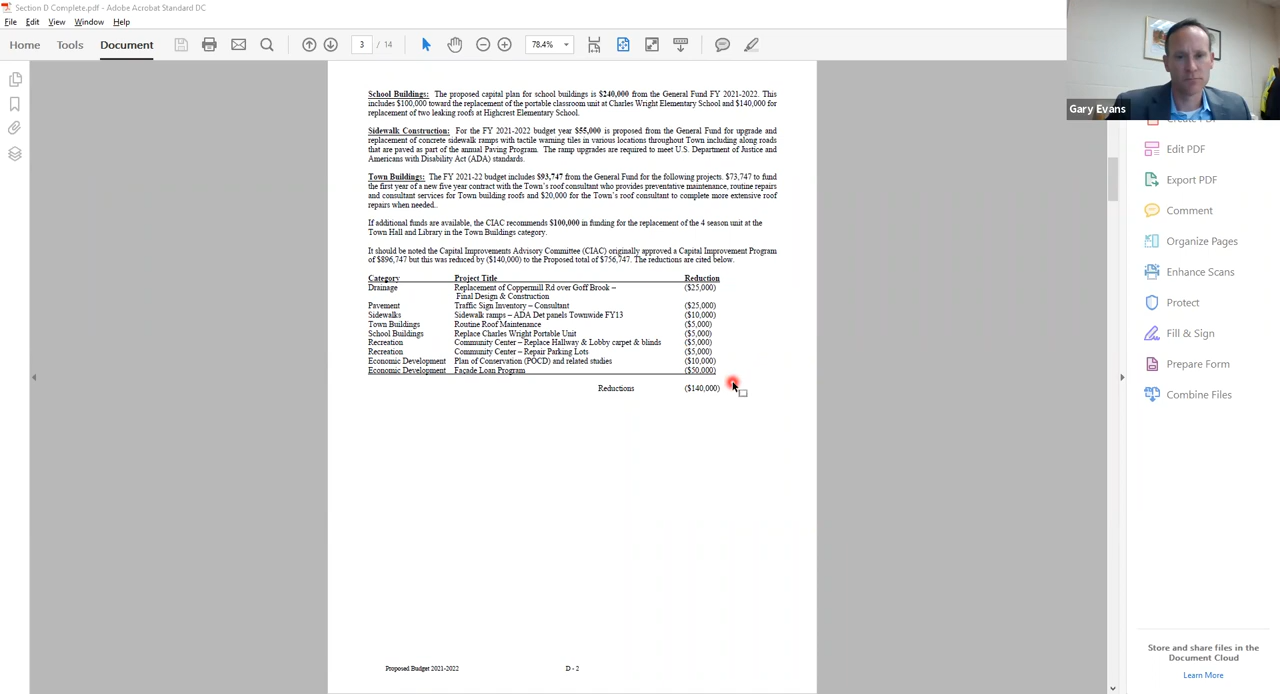 Section D Complete.pdf - Adobe Acrobat Standard DC
File Edit View Window Help
Home Tools Document 3 / 14 78.4%
Gary Evans
School Buildings: The proposed capital plan for school buildings is $240,000 from the General Fund FY 2021-2022. This
includes $100,000 toward the replacement of the portable classroom unit at Charles Wright Elementary School and $140,000 for
replacement of two leaking roofs at Highcrest Elementary School.
Sidewalk Construction: For the FY 2021-2022 budget year $55,000 is proposed from the General Fund for upgrade and
replacement of concrete sidewalk ramps with tactile warning tiles in various locations throughout Town including along roads
that are paved as part of the annual Paving Program. The ramp upgrades are required to meet U.S. Department of Justice and
Americans with Disability Act (ADA) standards.
Town Buildings: The FY 2021-22 budget includes $93,747 from the General Fund for the following projects. $73,747 to fund
the first year of a new five year contract with the Town's roof consultant who provides preventative maintenance, routine repairs
and consultant services for Town building roofs and $20,000 for the Town's roof consultant to complete more extensive roof
repairs when needed..
If additional funds are available, the CIAC recommends $100,000 in funding for the replacement of the 4 season unit at the
Town Hall and Library in the Town Buildings category.
It should be noted the Capital Improvements Advisory Committee (CIAC) originally approved a Capital Improvement Program
of $896,747 but this was reduced by ($140,000) to the Proposed total of $756,747. The reductions are cited below.
Category Project Title Reduction
Drainage Replacement of Coppermill Rd over Goff Brook – ($25,000)
Final Design & Construction
Pavement Traffic Sign Inventory – Consultant ($25,000)
Sidewalks Sidewalk ramps – ADA Det panels Townwide FY13 ($10,000)
Town Buildings Routine Roof Maintenance ($5,000)
School Buildings Replace Charles Wright Portable Unit ($5,000)
Recreation Community Center – Replace Hallway & Lobby carpet & blinds ($5,000)
Recreation Community Center – Repair Parking Lots ($5,000)
Economic Development Plan of Conservation (POCD) and related studies ($10,000)
Economic Development Façade Loan Program ($50,000)
Reductions ($140,000)
Proposed Budget 2021-2022 D - 2
Create PDF
Edit PDF
Export PDF
Comment
Organize Pages
Enhance Scans
Protect
Fill & Sign
Prepare Form
Combine Files
Store and share files in the
Document Cloud
Learn More